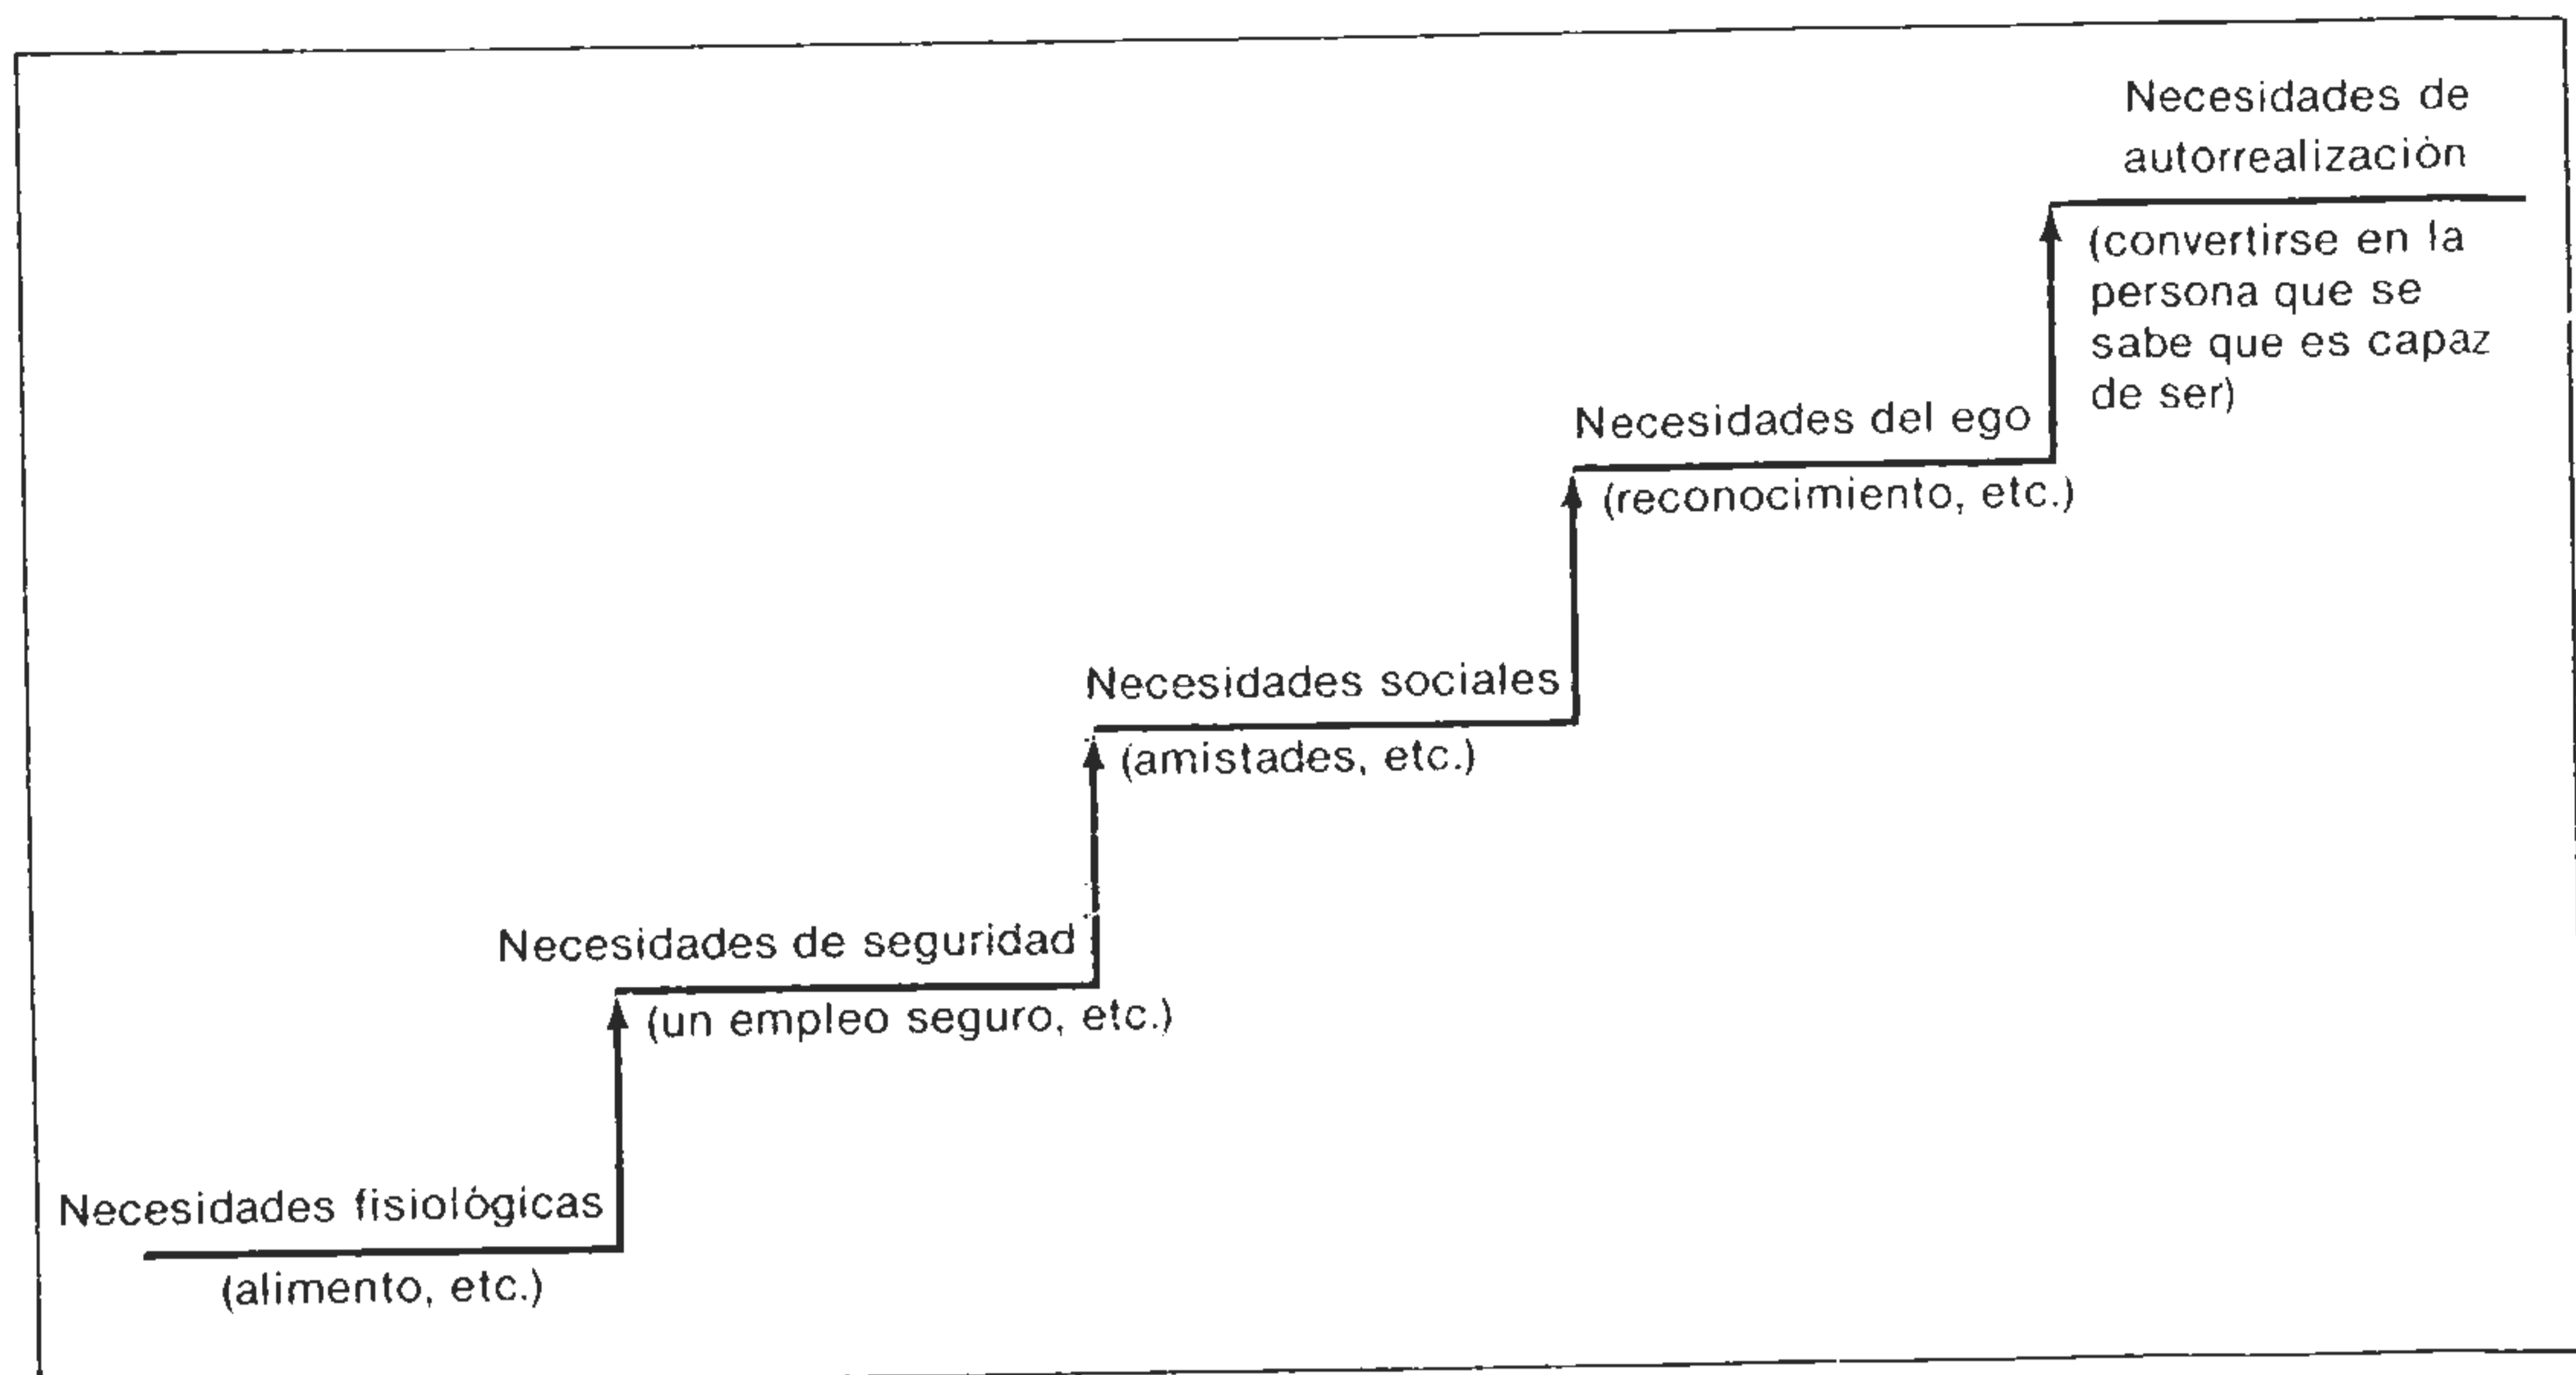 Necesidades de
autorrealización
(convertirse en la
persona que se
sabe que es capaz
de ser)
Necesidades del ego
(reconocimiento, etc.)
Necesidades sociales
(amistades, etc.)
Necesidades de seguridad
(un empleo seguro, etc.)
Necesidades fisiológicas
(alimento, etc.)